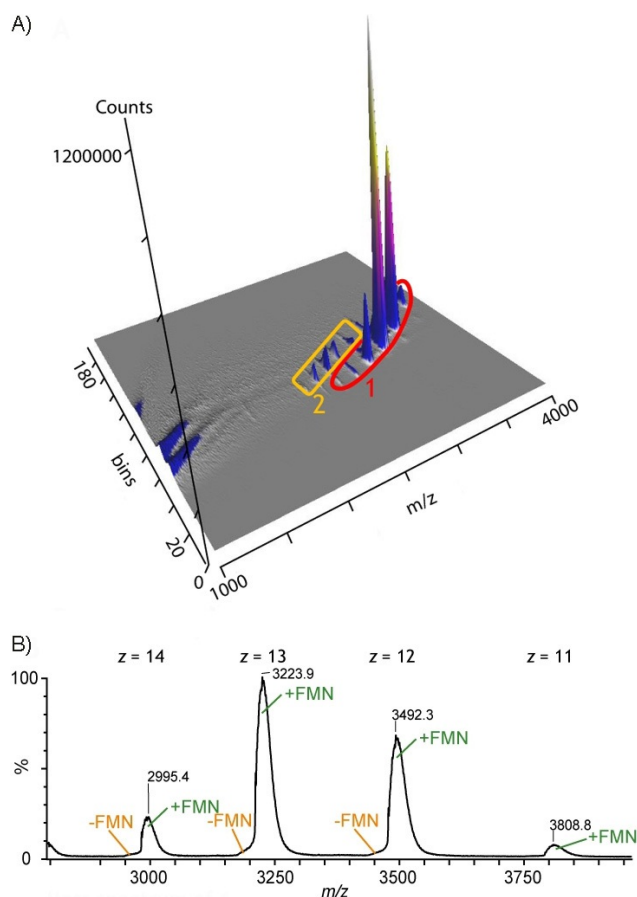 A)
Counts
1200000
180
bins
20
0
1000
m/z
4000
1
2
B)
z = 14
z = 13
z = 12
z = 11
100
%
0
2995.4
3223.9
3492.3
3808.8
-FMN
+FMN
-FMN
+FMN
-FMN
+FMN
+FMN
3000
3250
3500
3750
m/z